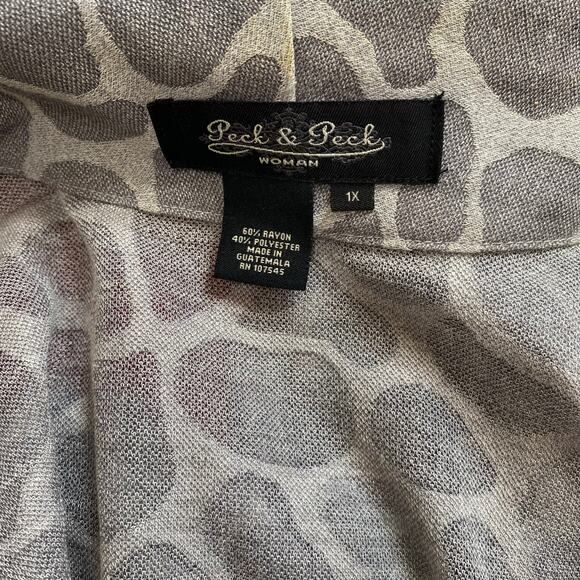 Peck & Peck
WOMAN
1X
60% RAYON
40% POLYESTER
MADE IN
GUATEMALA
RN 107545